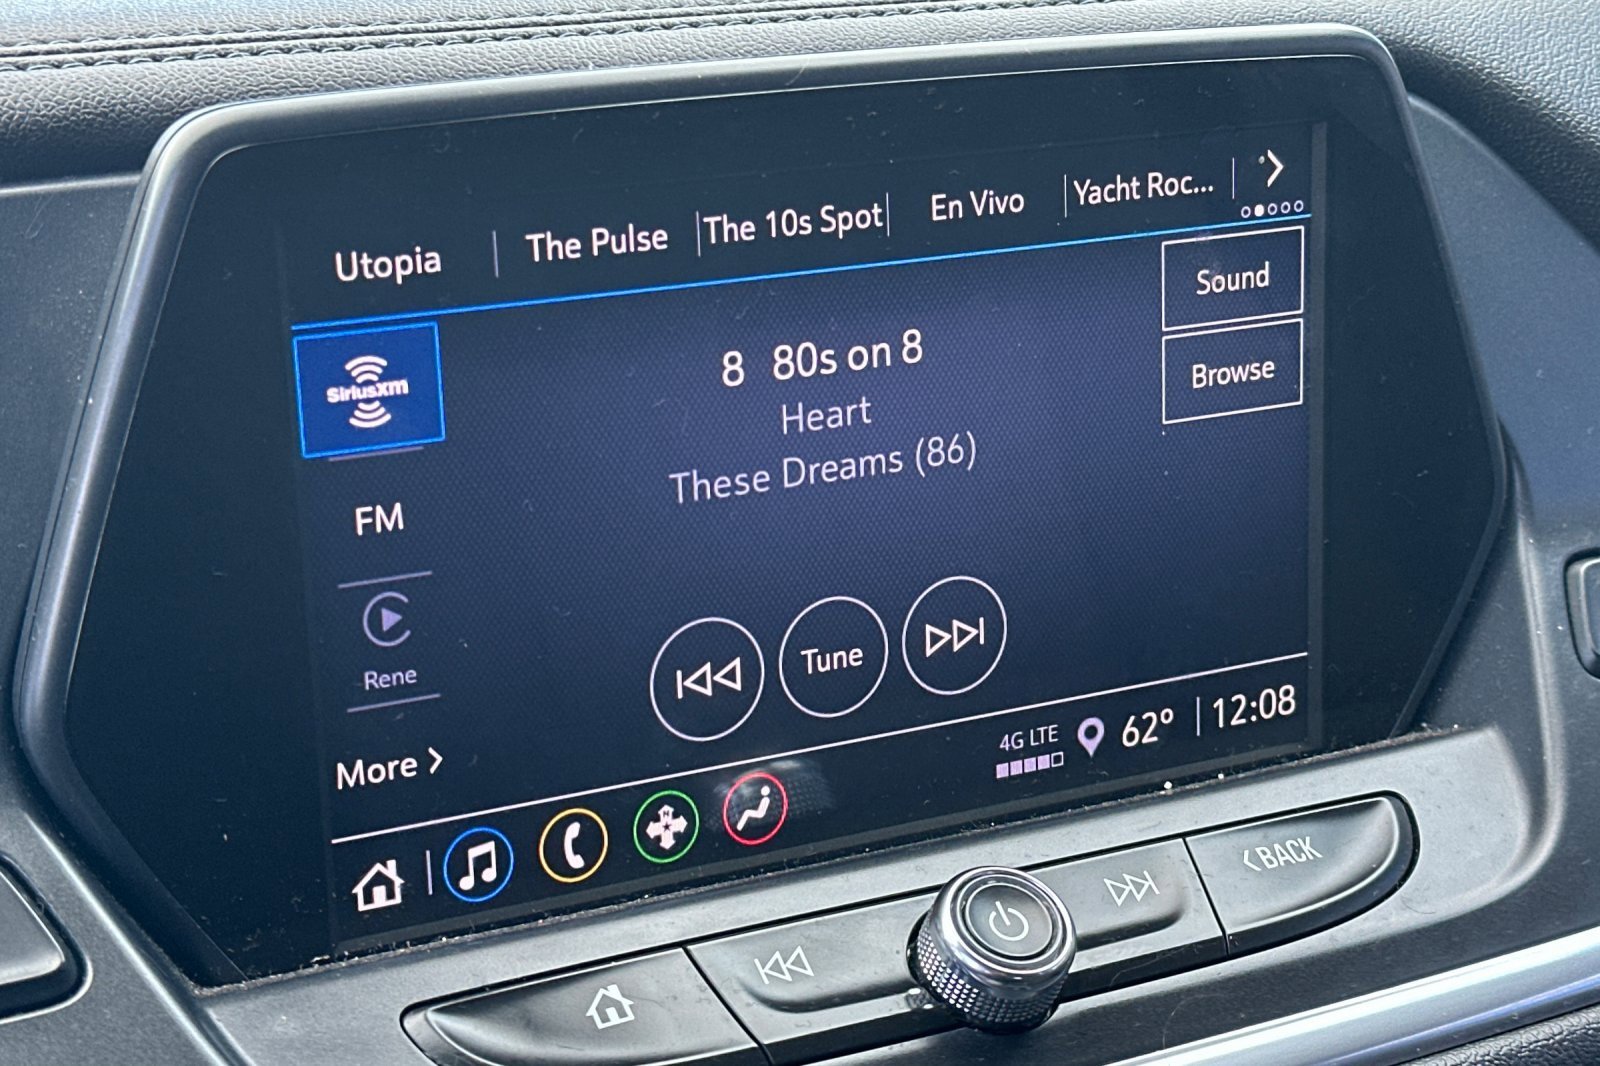 Utopia
The Pulse
The 10s Spot
En Vivo
Yacht Roc...
SiriusXM
8 80s on 8
Heart
These Dreams (86)
Sound
Browse
FM
Rene
More >
Tune
4G LTE
62°
12:08
N
BACK